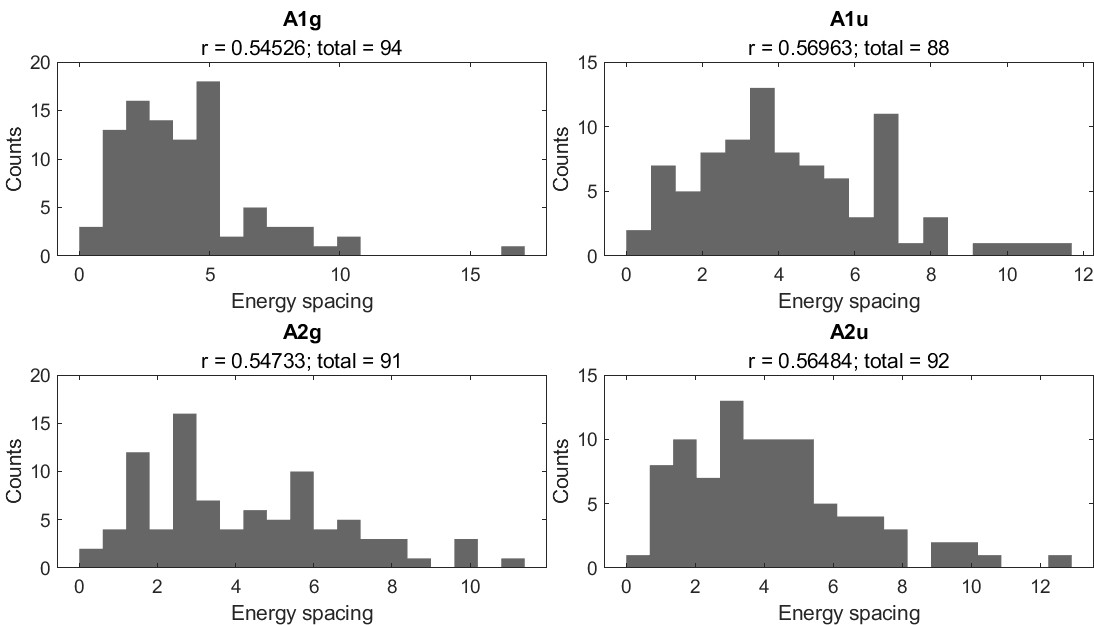 A1g
r = 0.54526; total = 94
20
15
10
5
0
0 5 10 15
Counts
Energy spacing
A1u
r = 0.56963; total = 88
15
10
5
0
0 2 4 6 8 10 12
Counts
Energy spacing
A2g
r = 0.54733; total = 91
20
15
10
5
0
0 2 4 6 8 10
Counts
Energy spacing
A2u
r = 0.56484; total = 92
15
10
5
0
0 2 4 6 8 10 12
Counts
Energy spacing